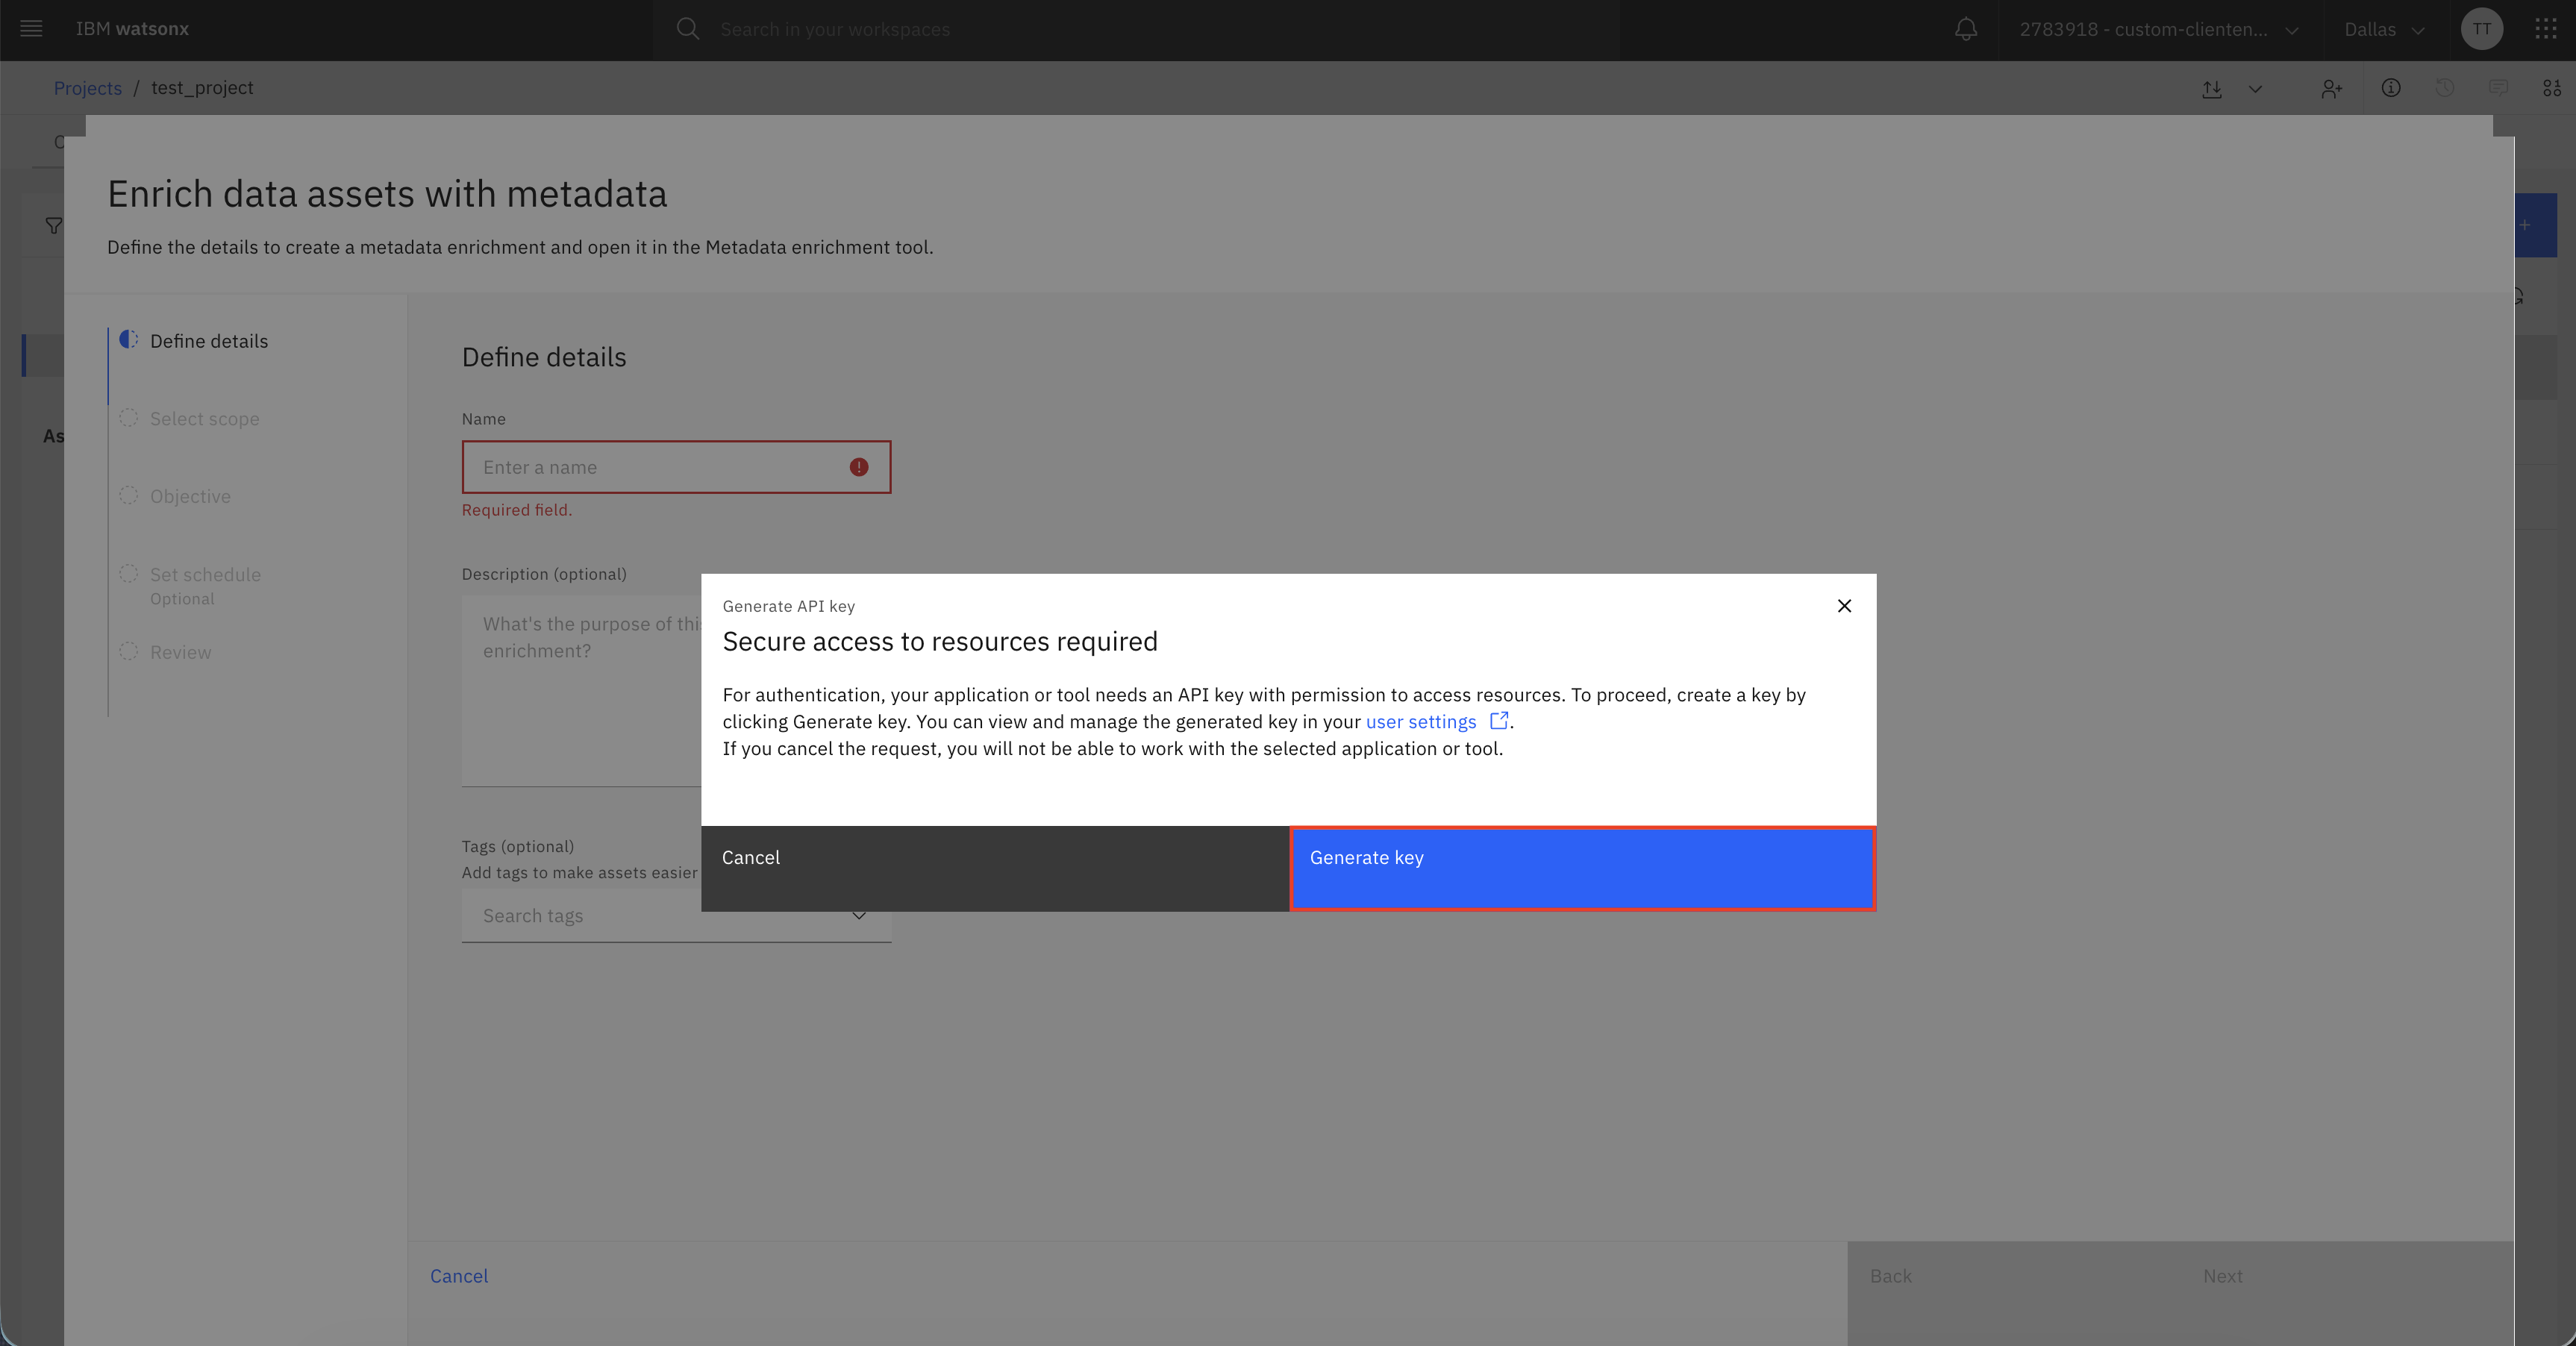 IBM watsonx
Search in your workspaces
2783918 - custom-clienten...
Dallas
TT
Projects / test_project
Enrich data assets with metadata
Define the details to create a metadata enrichment and open it in the Metadata enrichment tool.
Define details
Select scope
Objective
Set schedule
Optional
Review
As
Define details
Name
Enter a name
Required field.
Description (optional)
What's the purpose of thi
enrichment?
Tags (optional)
Add tags to make assets easier
Search tags
Generate API key
Secure access to resources required
For authentication, your application or tool needs an API key with permission to access resources. To proceed, create a key by
clicking Generate key. You can view and manage the generated key in your user settings .
If you cancel the request, you will not be able to work with the selected application or tool.
Cancel
Generate key
Cancel
Back
Next